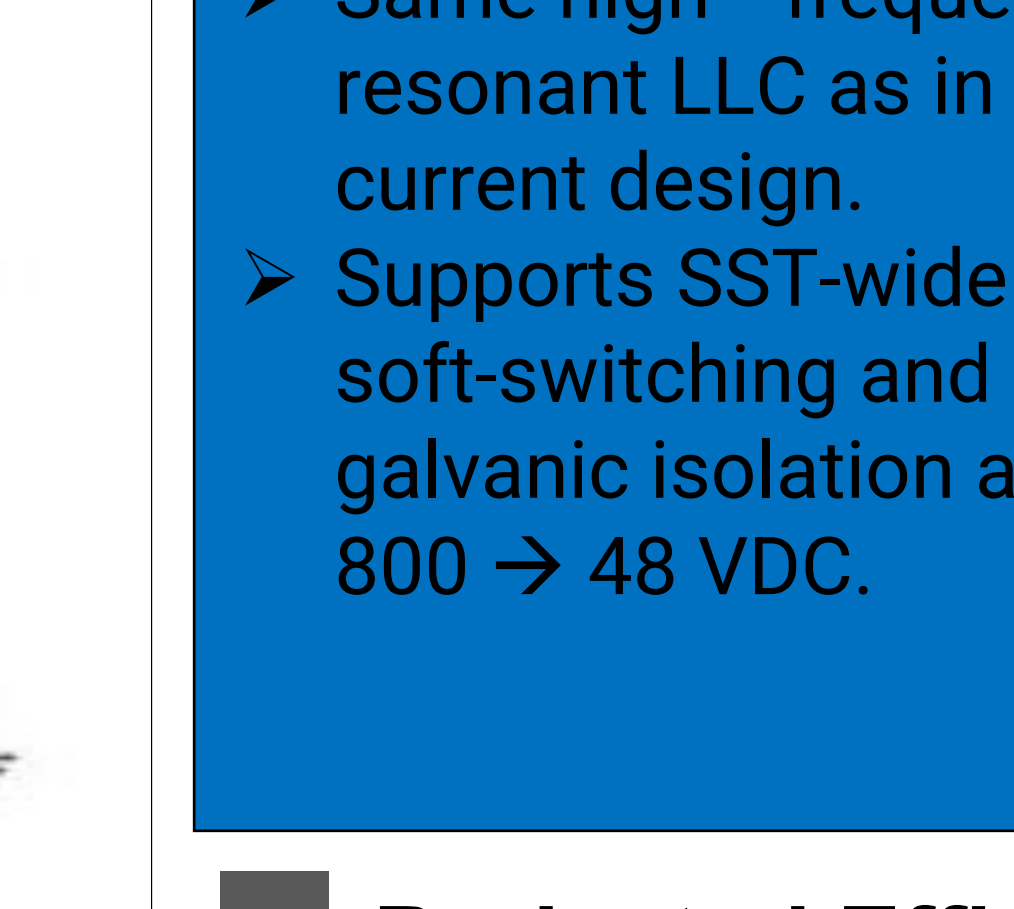 resonant LLC as in
current design.
➢ Supports SST-wide
soft-switching and
galvanic isolation
800 → 48 VDC.